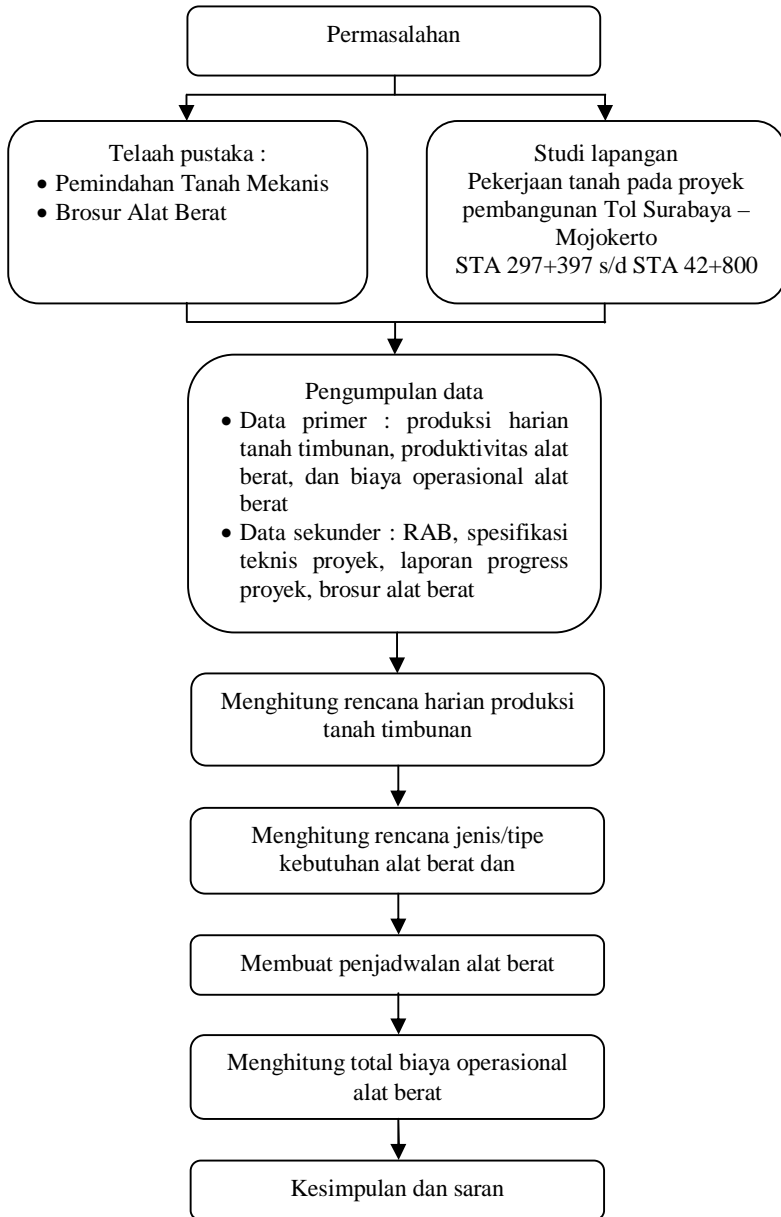 Permasalahan
Telaah pustaka :
• Pemindahan Tanah Mekanis
• Brosur Alat Berat
Studi lapangan
Pekerjaan tanah pada proyek
pembangunan Tol Surabaya –
Mojokerto
STA 297+397 s/d STA 42+800
Pengumpulan data
• Data primer : produksi harian
tanah timbunan, produktivitas alat
berat, dan biaya operasional alat
berat
• Data sekunder : RAB, spesifikasi
teknis proyek, laporan progress
proyek, brosur alat berat
Menghitung rencana harian produksi
tanah timbunan
Menghitung rencana jenis/tipe
kebutuhan alat berat dan
Membuat penjadwalan alat berat
Menghitung total biaya operasional
alat berat
Kesimpulan dan saran